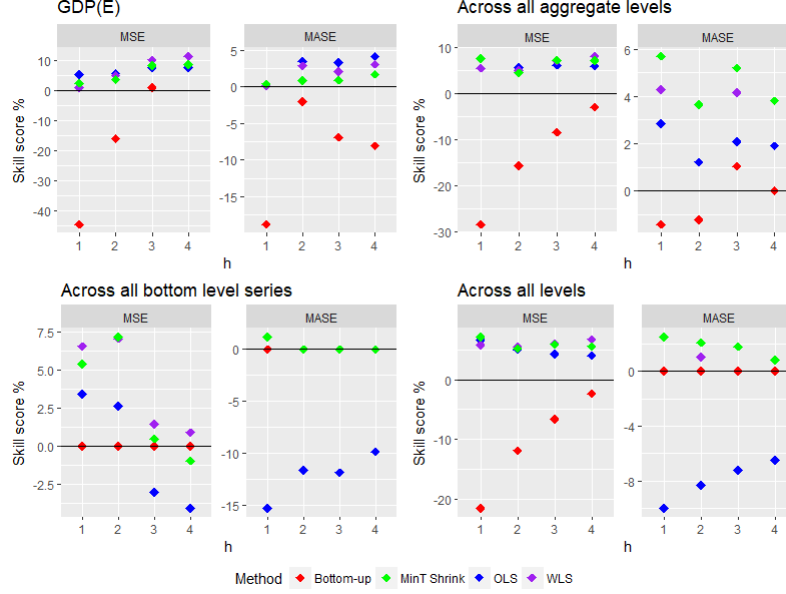 GDP(E)
MSE
MASE
Skill score %
10
0
-10
-20
-30
-40
5
0
-5
-10
-15
1 2 3 4
1 2 3 4
h
Across all aggregate levels
MSE
MASE
Skill score %
10
0
-10
-20
-30
6
4
2
0
1 2 3 4
1 2 3 4
h
Across all bottom level series
MSE
MASE
Skill score %
7.5
5.0
2.5
0.0
-2.5
0
-5
-10
-15
1 2 3 4
1 2 3 4
h
Across all levels
MSE
MASE
Skill score %
0
-10
-20
0
-4
-8
1 2 3 4
1 2 3 4
h
Method Bottom-up MinT Shrink OLS WLS